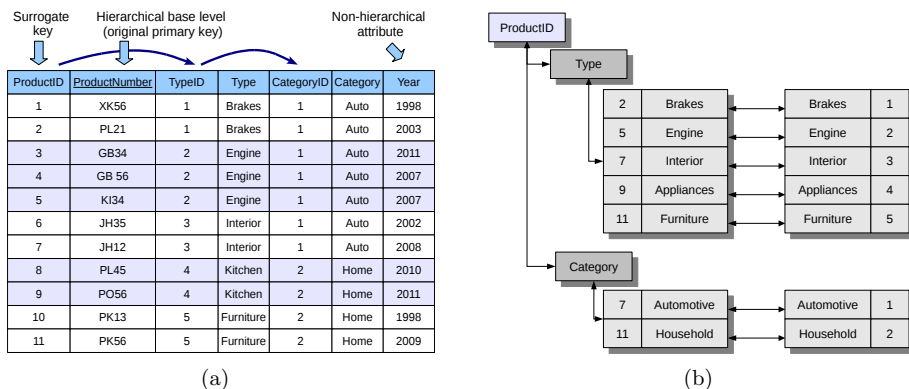 Surrogate key
Hierarchical base level (original primary key)
Non-hierarchical attribute
ProductID ProductNumber TypeID Type CategoryID Category Year
1 XK56 1 Brakes 1 Auto 1998
2 PL21 1 Brakes 1 Auto 2003
3 GB34 2 Engine 1 Auto 2011
4 GB 56 2 Engine 1 Auto 2007
5 KI34 2 Engine 1 Auto 2007
6 JH35 3 Interior 1 Auto 2002
7 JH12 3 Interior 1 Auto 2008
8 PL45 4 Kitchen 2 Home 2010
9 PO56 4 Kitchen 2 Home 2011
10 PK13 5 Furniture 2 Home 1998
11 PK56 5 Furniture 2 Home 2009
(a)
ProductID
Type
2 Brakes Brakes 1
5 Engine Engine 2
7 Interior Interior 3
9 Appliances Appliances 4
11 Furniture Furniture 5
Category
7 Automotive Automotive 1
11 Household Household 2
(b)